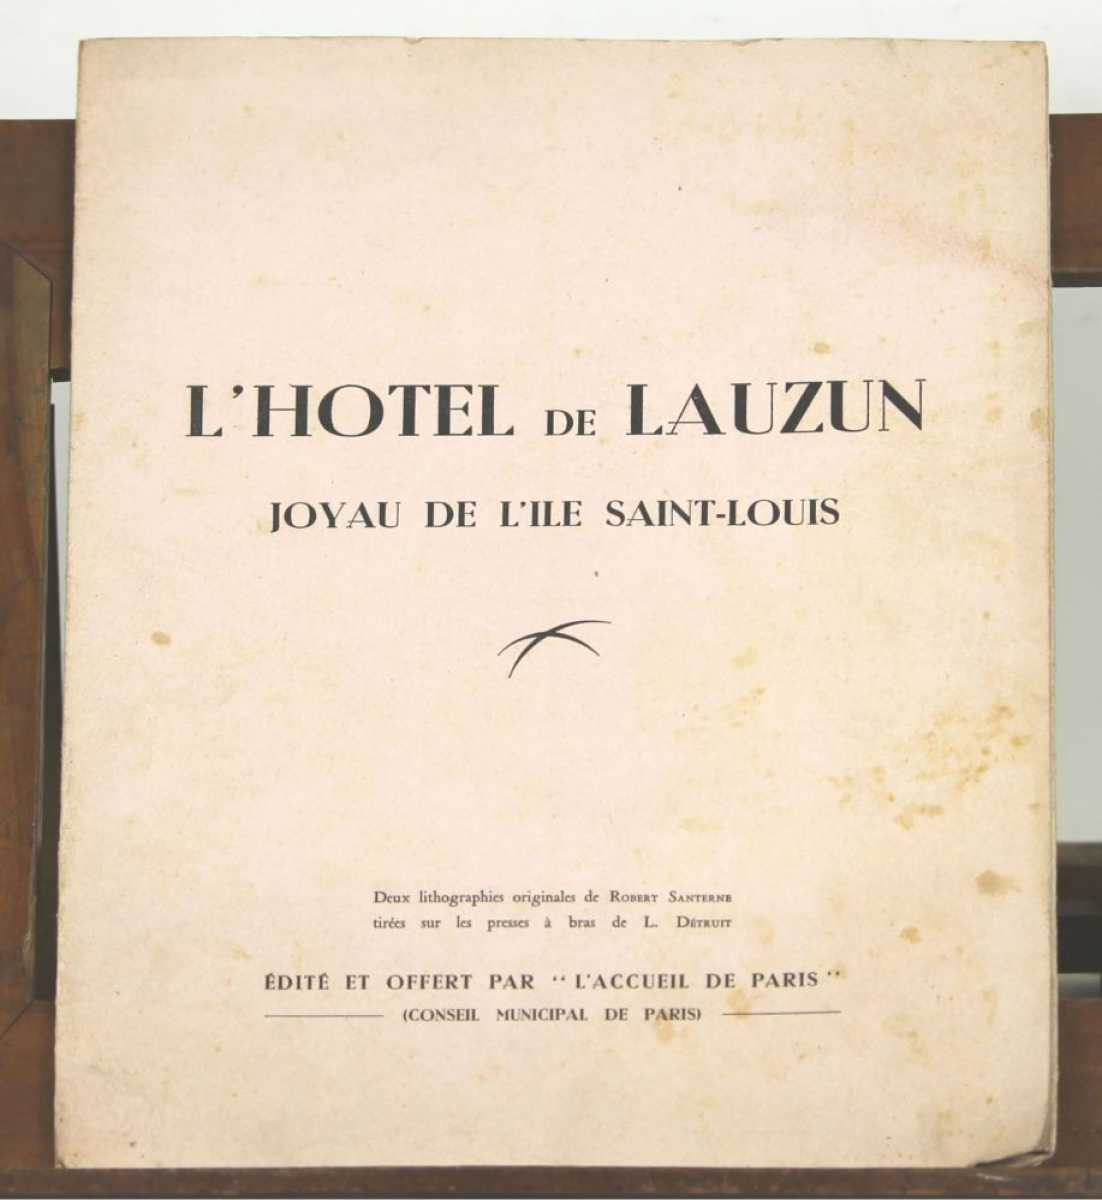 L'HOTEL DE LAUZUN
JOYAU DE L'ILE SAINT-LOUIS
Deux lithographies originales de ROBERT SANTERNE
tirées sur les presses à bras de L. DÉTRUIT
ÉDITÉ ET OFFERT PAR "L'ACCUEIL DE PARIS"
(CONSEIL MUNICIPAL DE PARIS)